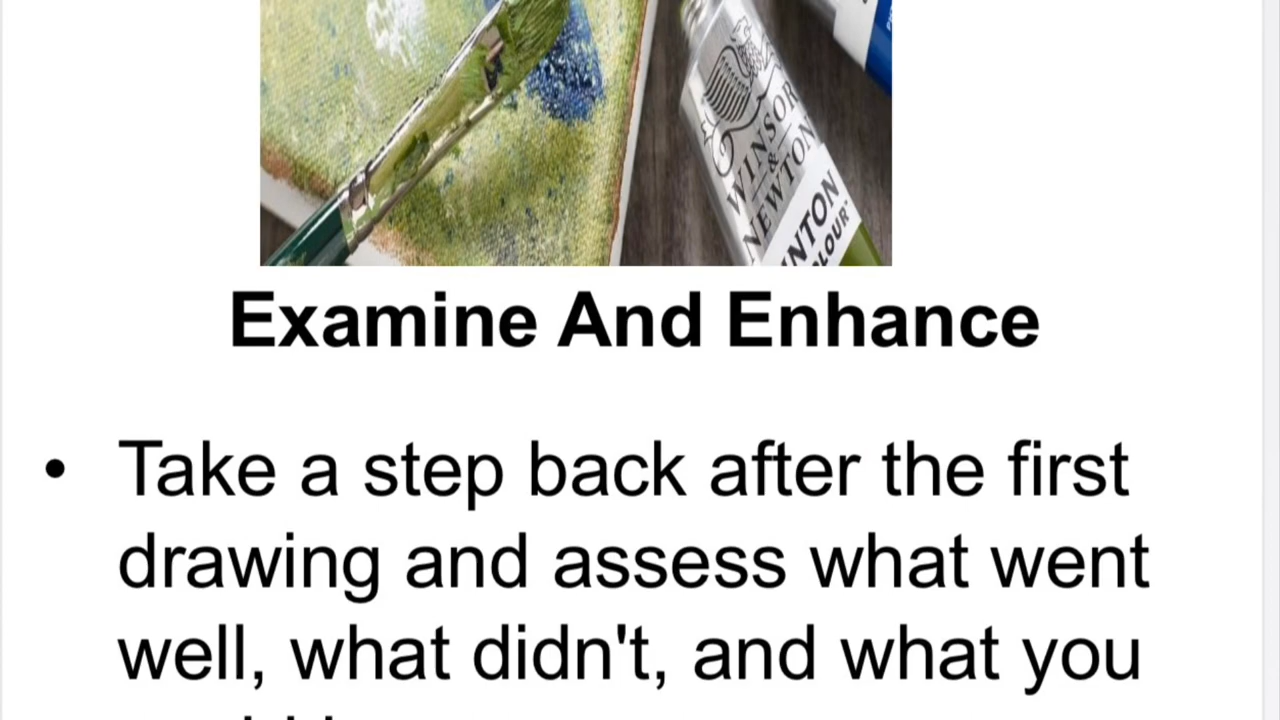 WINSOR
&
NEWTON
Examine And Enhance
• Take a step back after the first
drawing and assess what went
well, what didn't, and what you